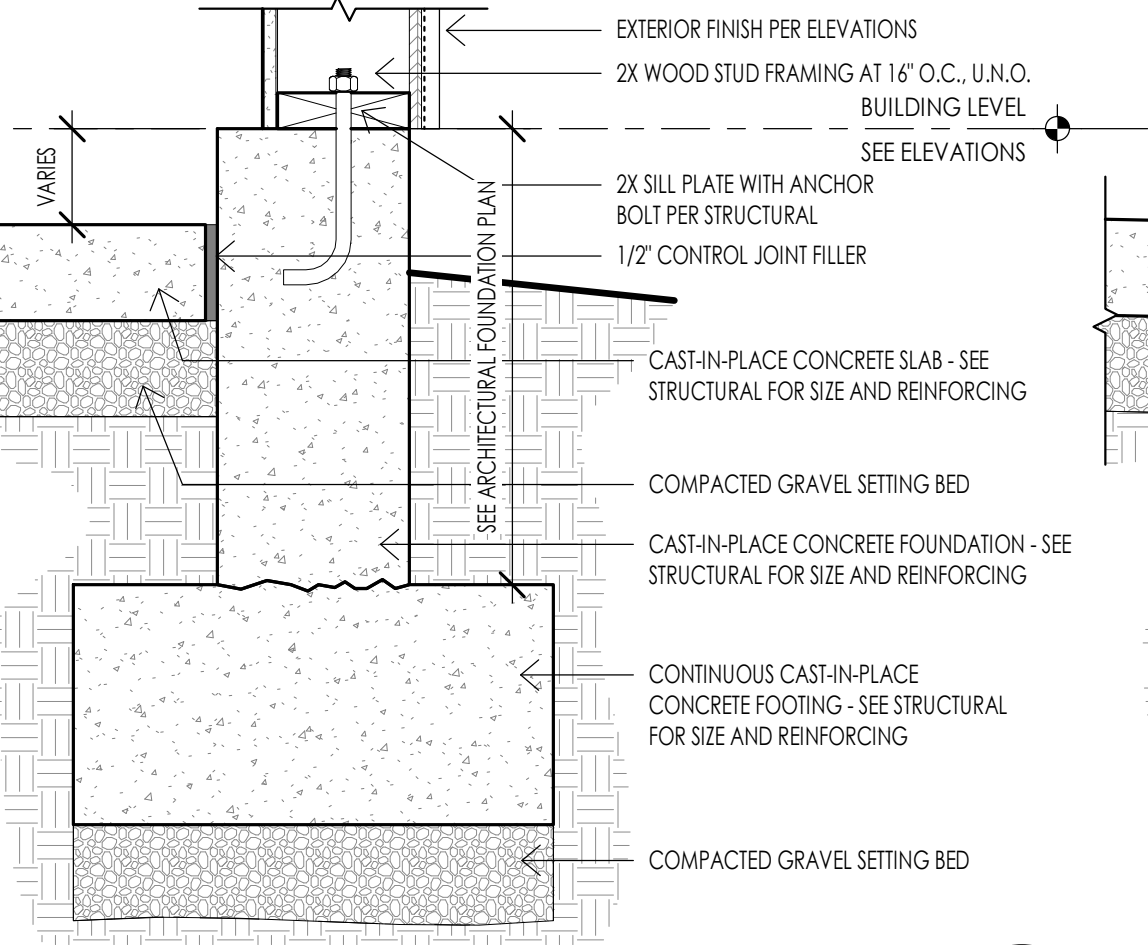 EXTERIOR FINISH PER ELEVATIONS
2X WOOD STUD FRAMING AT 16" O.C., U.N.O.
BUILDING LEVEL
SEE ELEVATIONS
VARIES
2X SILL PLATE WITH ANCHOR
BOLT PER STRUCTURAL
1/2" CONTROL JOINT FILLER
SEE ARCHITECTURAL FOUNDATION PLAN
CAST-IN-PLACE CONCRETE SLAB - SEE
STRUCTURAL FOR SIZE AND REINFORCING
COMPACTED GRAVEL SETTING BED
CAST-IN-PLACE CONCRETE FOUNDATION - SEE
STRUCTURAL FOR SIZE AND REINFORCING
CONTINUOUS CAST-IN-PLACE
CONCRETE FOOTING - SEE STRUCTURAL
FOR SIZE AND REINFORCING
COMPACTED GRAVEL SETTING BED